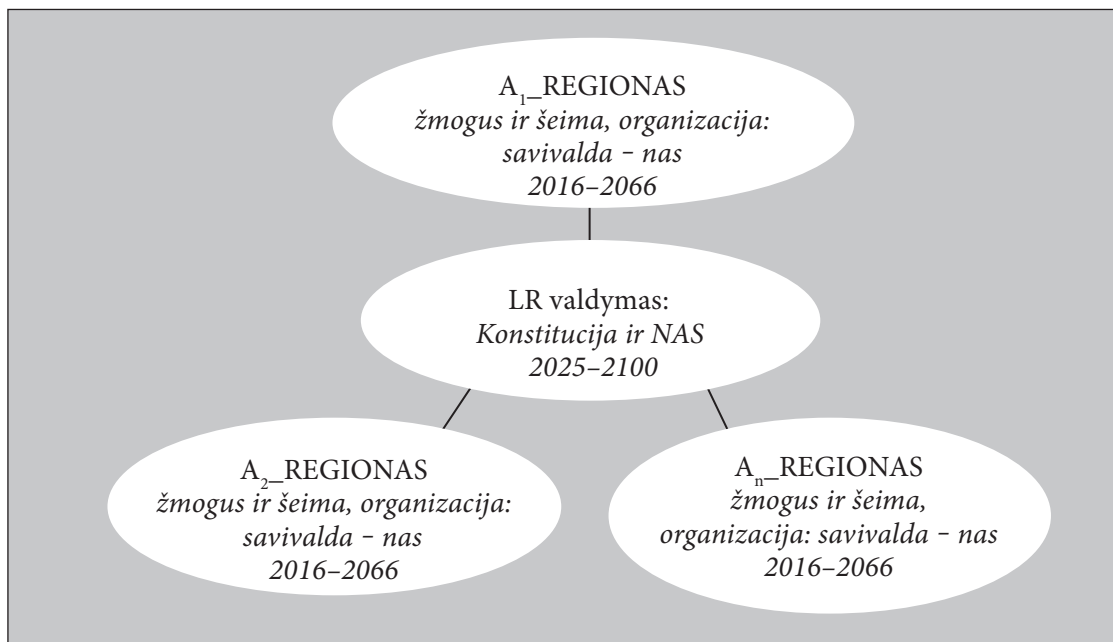 A₁_REGIONAS
žmogus ir šeima, organizacija:
savivalda – nas
2016–2066
LR valdymas:
Konstitucija ir NAS
2025–2100
A₂_REGIONAS
žmogus ir šeima, organizacija:
savivalda – nas
2016–2066
Aₙ_REGIONAS
žmogus ir šeima,
organizacija: savivalda – nas
2016–2066